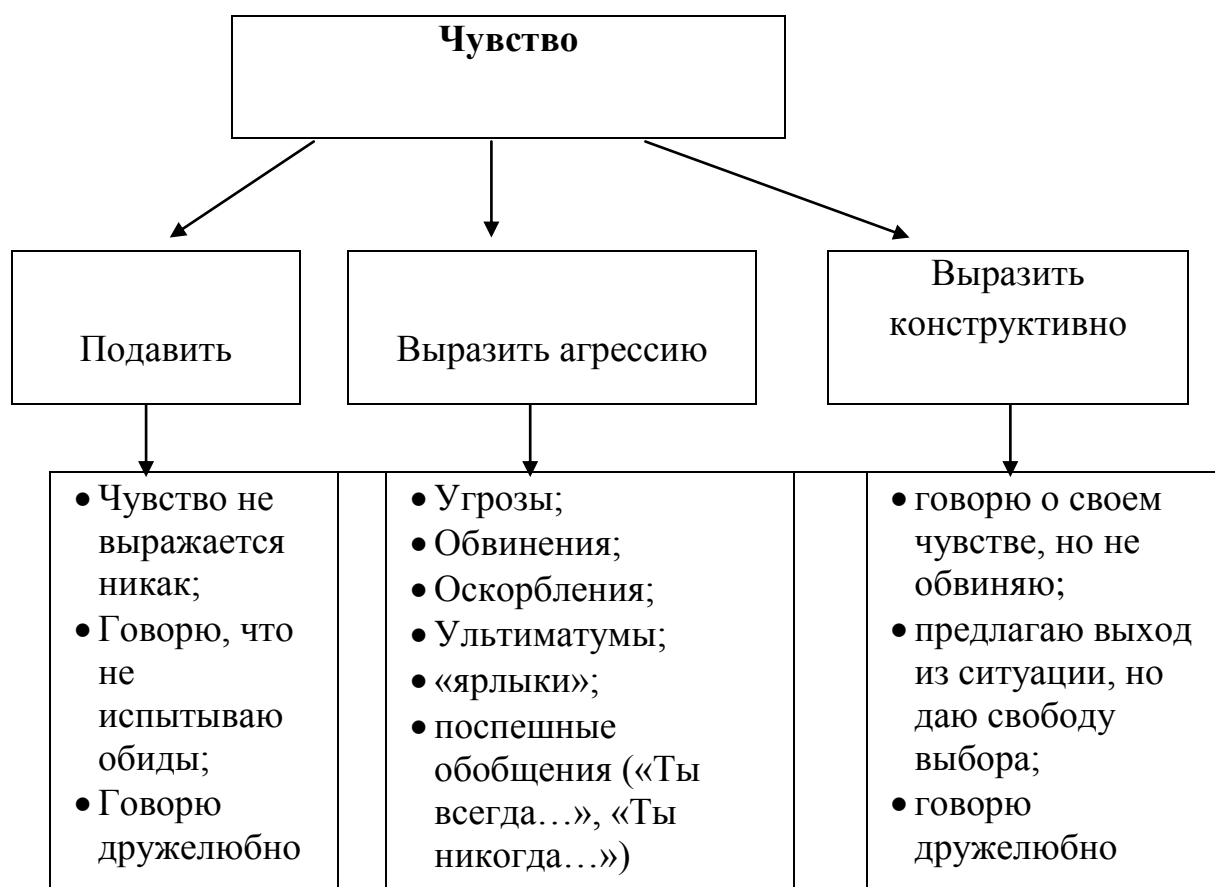 Чувство
Подавить
Выразить агрессию
Выразить
конструктивно
• Чувство не
выражается
никак;
• Говорю, что
не
испытываю
обиды;
• Говорю
дружелюбно
• Угрозы;
• Обвинения;
• Оскорбления;
• Ультиматумы;
• «ярлыки»;
• поспешные
обобщения («Ты
всегда…», «Ты
никогда…»)
• говорю о своем
чувстве, но не
обвиняю;
• предлагаю выход
из ситуации, но
даю свободу
выбора;
• говорю
дружелюбно